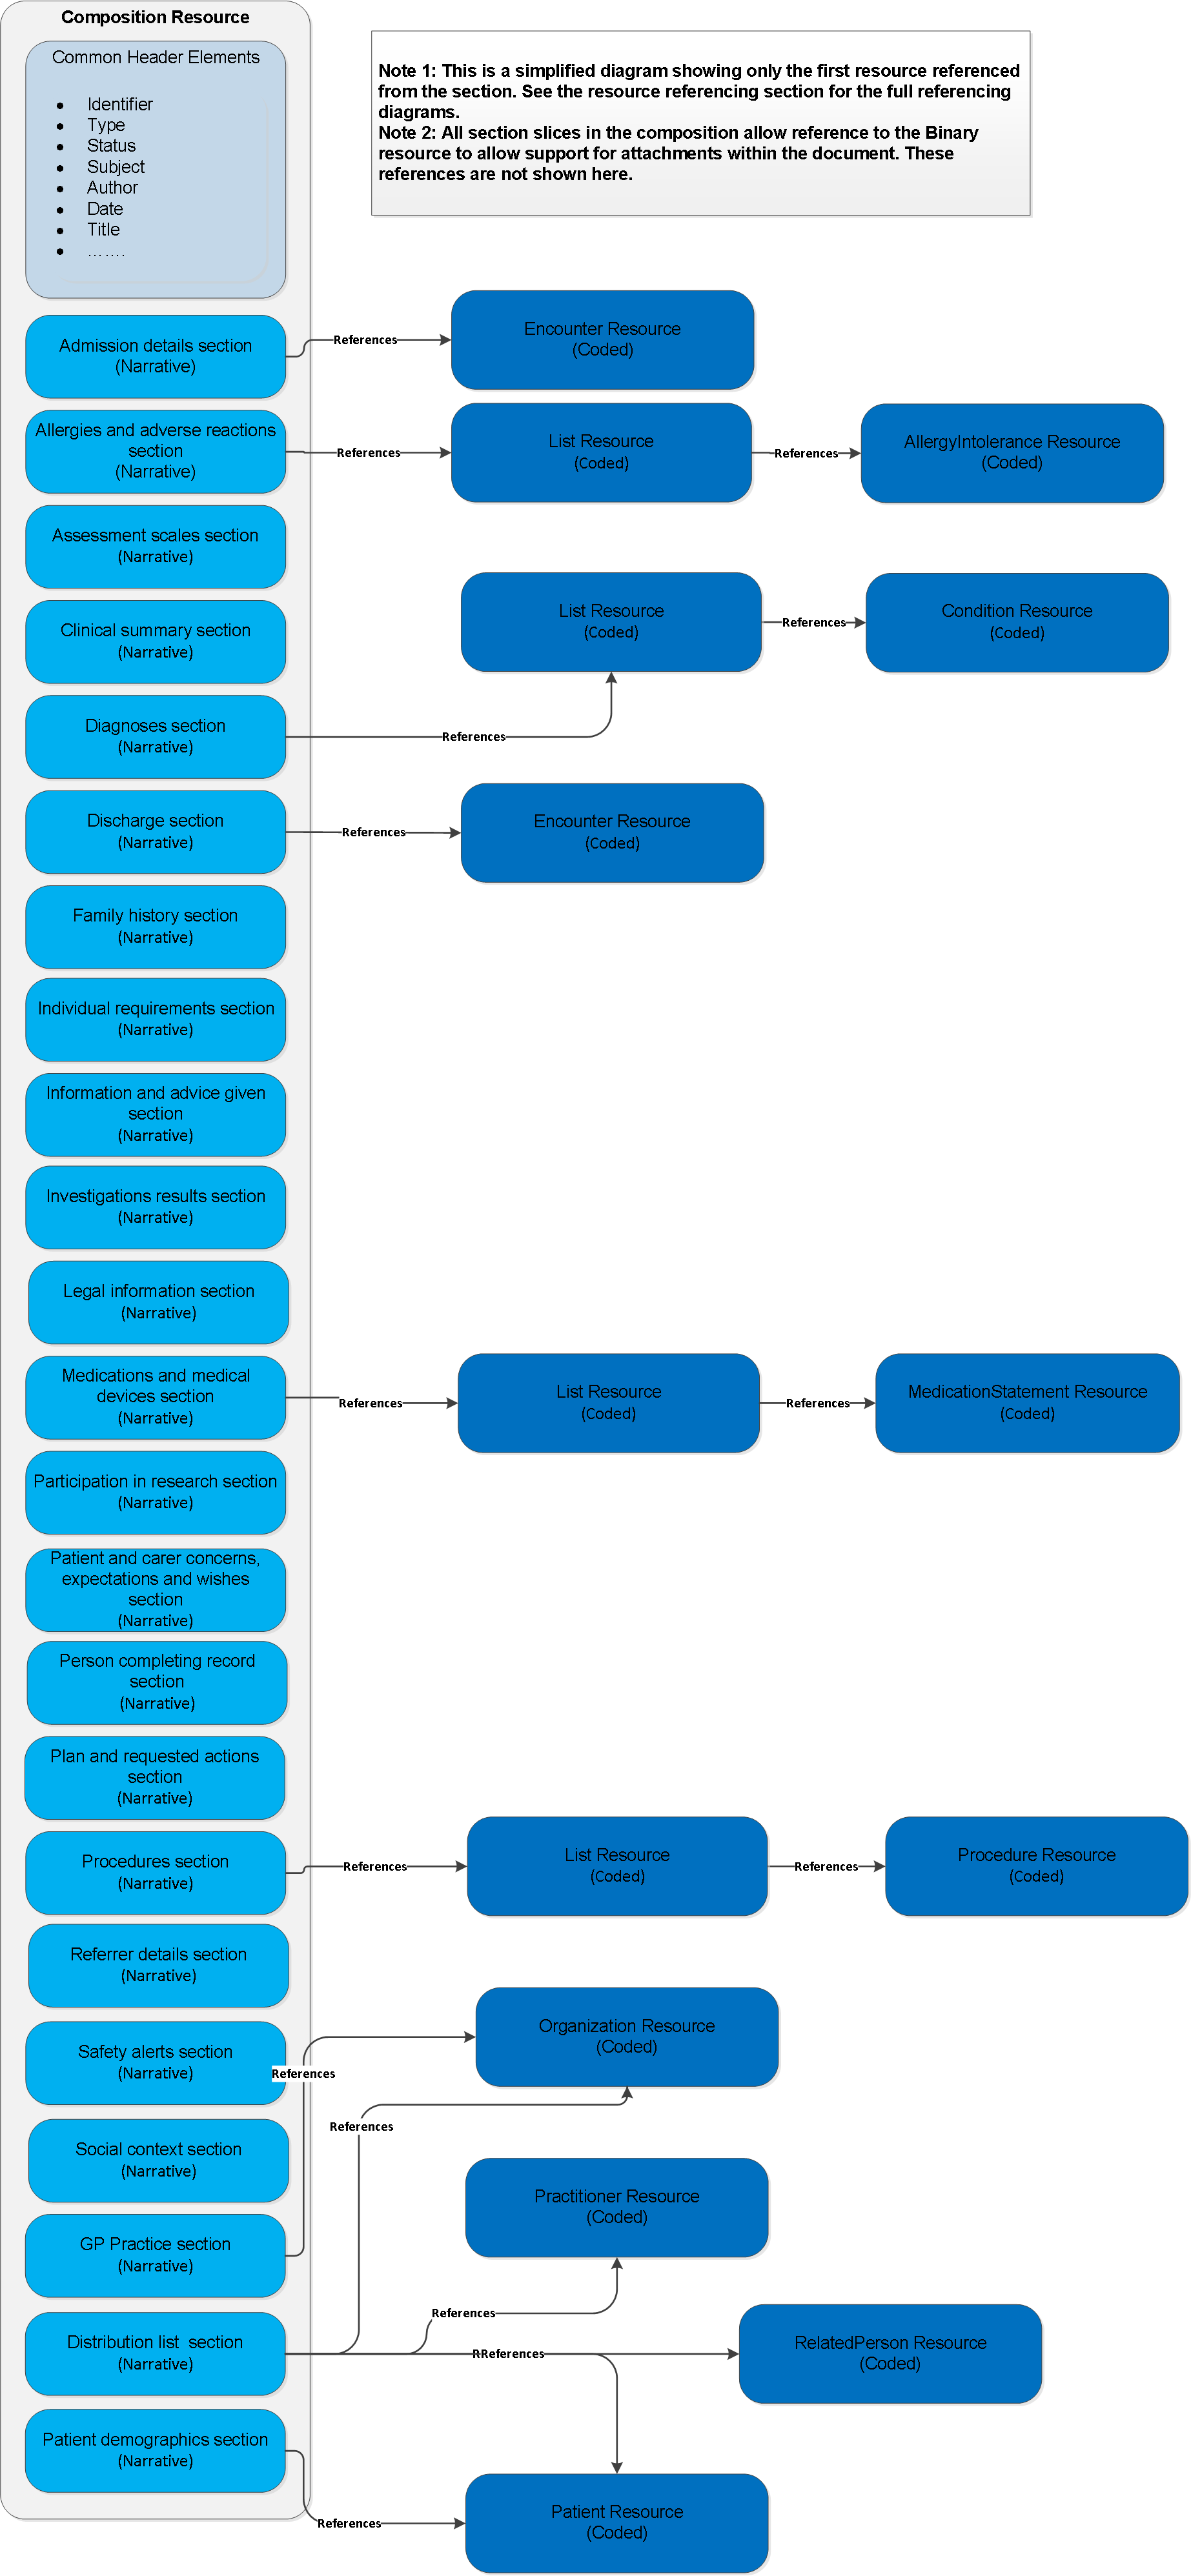 Composition Resource
Common Header Elements
● Identifier
● Type
● Status
● Subject
● Author
● Date
● Title
● …….
Note 1: This is a simplified diagram showing only the first resource referenced
from the section. See the resource referencing section for the full referencing
diagrams.
Note 2: All section slices in the composition allow reference to the Binary
resource to allow support for attachments within the document. These
references are not shown here.
Admission details section
(Narrative)
References
Encounter Resource
(Coded)
Allergies and adverse reactions
section
(Narrative)
References
List Resource
(Coded)
References
AllergyIntolerance Resource
(Coded)
Assessment scales section
(Narrative)
Clinical summary section
(Narrative)
List Resource
(Coded)
References
Condition Resource
(Coded)
Diagnoses section
(Narrative)
References
Discharge section
(Narrative)
References
Encounter Resource
(Coded)
Family history section
(Narrative)
Individual requirements section
(Narrative)
Information and advice given
section
(Narrative)
Investigations results section
(Narrative)
Legal information section
(Narrative)
Medications and medical
devices section
(Narrative)
References
List Resource
(Coded)
References
MedicationStatement Resource
(Coded)
Participation in research section
(Narrative)
Patient and carer concerns,
expectations and wishes
section
(Narrative)
Person completing record
section
(Narrative)
Plan and requested actions
section
(Narrative)
Procedures section
(Narrative)
References
List Resource
(Coded)
References
Procedure Resource
(Coded)
Referrer details section
(Narrative)
Organization Resource
(Coded)
Safety alerts section
(Narrative)
References
References
Social context section
(Narrative)
Practitioner Resource
(Coded)
GP Practice section
(Narrative)
References
Distribution list  section
(Narrative)
RReferences
RelatedPerson Resource
(Coded)
Patient demographics section
(Narrative)
References
Patient Resource
(Coded)